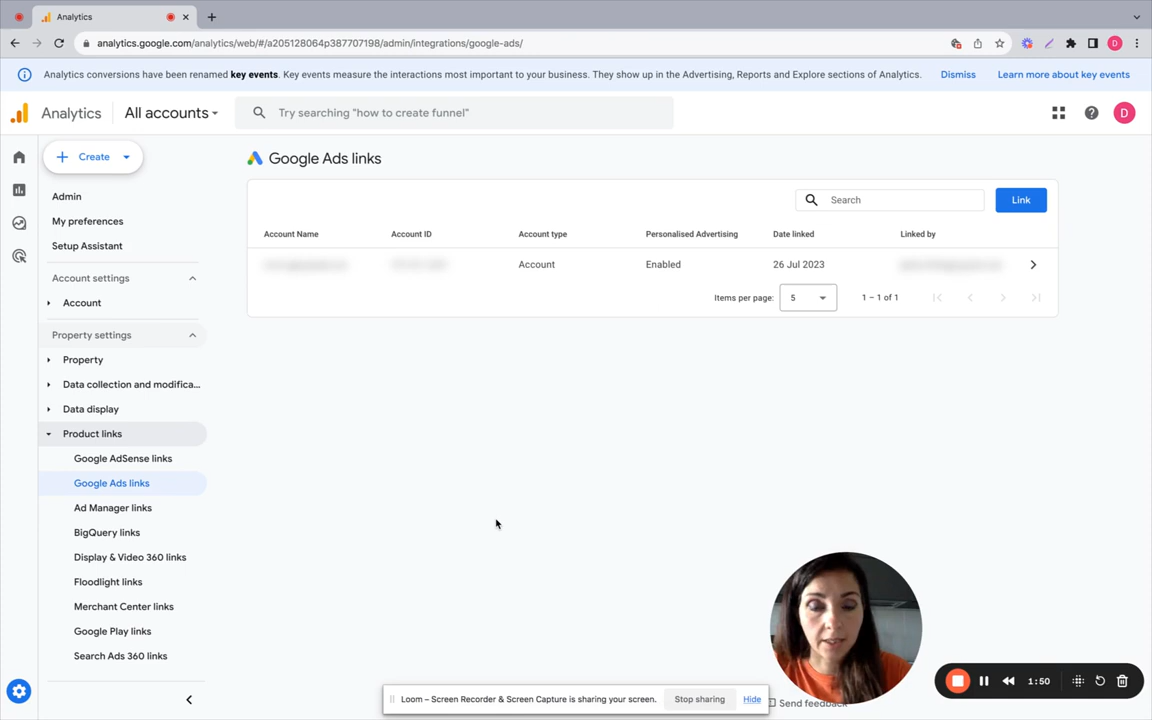 Analytics
analytics.google.com/analytics/web/#/a205128064p387707198/admin/integrations/google-ads/
D
Analytics conversions have been renamed key events. Key events measure the interactions most important to your business. They show up in the Advertising, Reports and Explore sections of Analytics.
Dismiss
Learn more about key events
Analytics
All accounts
Try searching "how to create funnel"
D
Create
Google Ads links
Admin
My preferences
Setup Assistant
Account settings
Account
Property settings
Property
Data collection and modifica...
Data display
Product links
Google AdSense links
Google Ads links
Ad Manager links
BigQuery links
Display & Video 360 links
Floodlight links
Merchant Center links
Google Play links
Search Ads 360 links
Search
Link
Account Name Account ID Account type Personalised Advertising Date linked Linked by
Account Enabled 26 Jul 2023
Items per page: 5 1 – 1 of 1
Loom – Screen Recorder & Screen Capture is sharing your screen.
Stop sharing
Hide
Send feedback
1:50